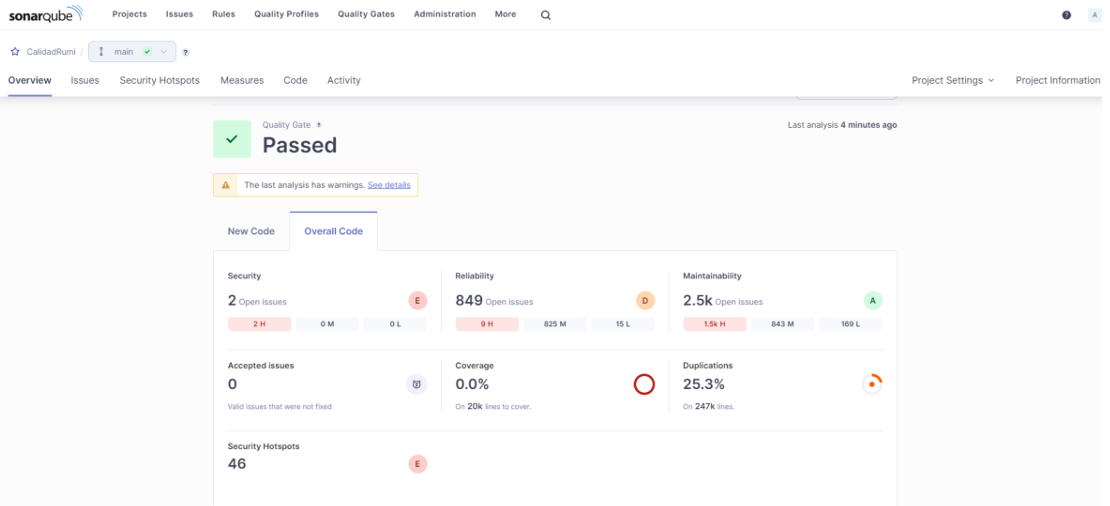 sonarqube Projects Issues Rules Quality Profiles Quality Gates Administration More ? A
CalidadRumi / main ?
Overview Issues Security Hotspots Measures Code Activity Project Settings Project Information
Quality Gate
Last analysis 4 minutes ago
Passed
The last analysis has warnings. See details
New Code Overall Code
Security
2 Open issues E
2 H 0 M 0 L
Reliability
849 Open issues D
9 H 825 M 15 L
Maintainability
2.5k Open issues A
1.5k H 843 M 169 L
Accepted issues
0
Valid issues that were not fixed
Coverage
0.0%
On 20k lines to cover.
Duplications
25.3%
On 247k lines.
Security Hotspots
46 E